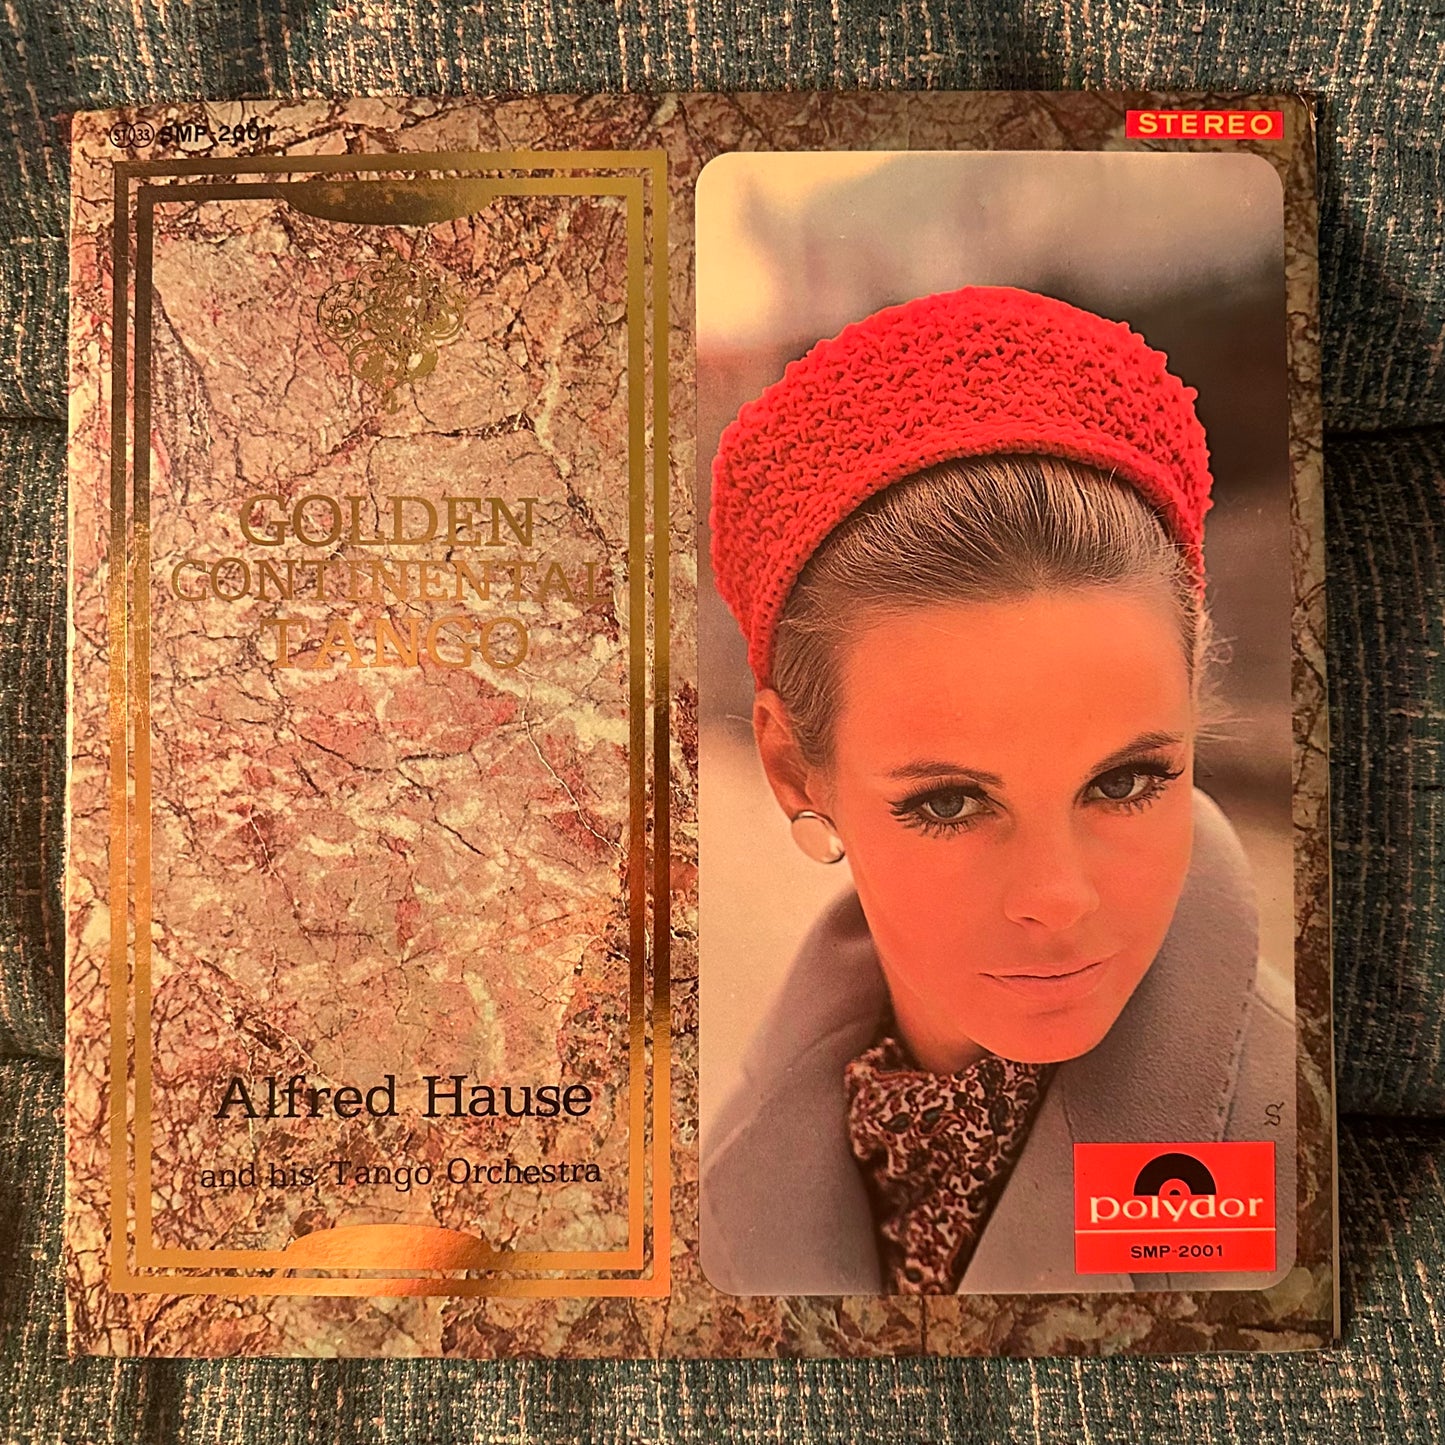 ST 33 SMP-2001
STEREO
GOLDEN
CONTINENTAL
TANGO
Alfred Hause
and his Tango Orchestra
S
polydor
SMP-2001